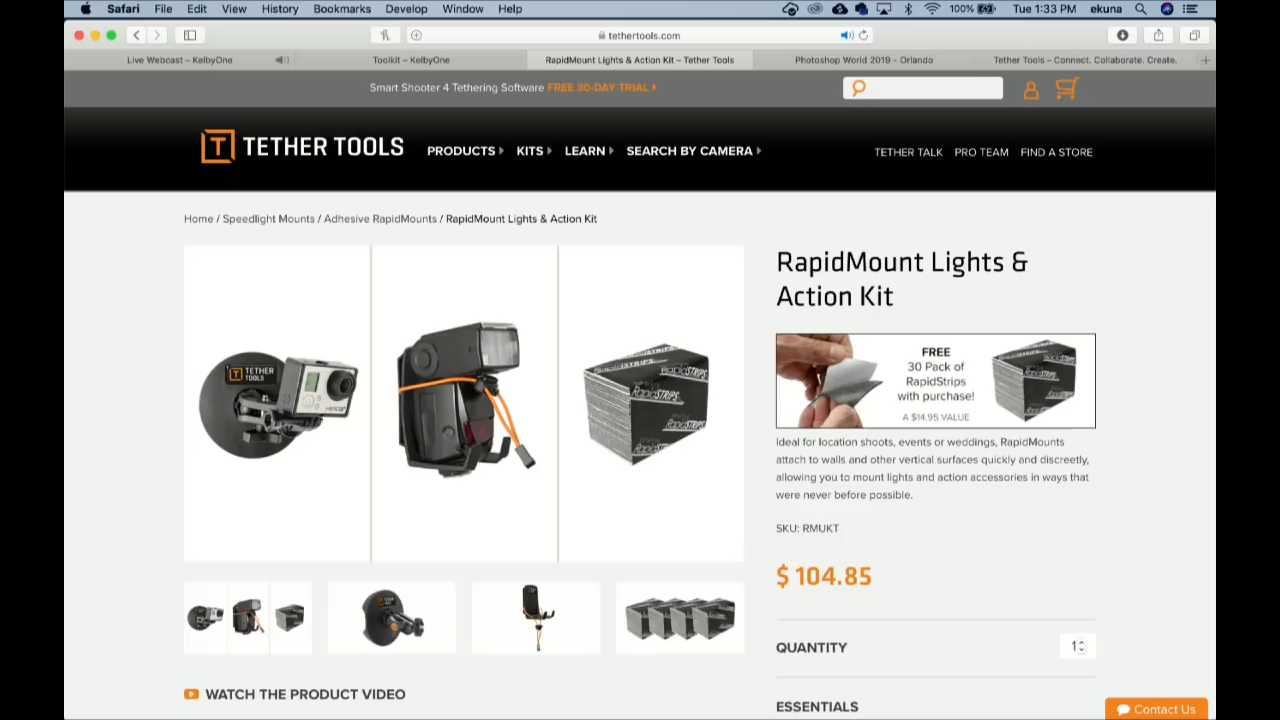 Safari File Edit View History Bookmarks Develop Window Help 100% Tue 1:33 PM ekuna
tethertools.com
Live Webcast – KelbyOne Toolkit – KelbyOne RapidMount Lights & Action Kit – Tether Tools Photoshop World 2019 - Orlando Tether Tools – Connect. Collaborate. Create.
Smart Shooter 4 Tethering Software FREE 30-DAY TRIAL
TETHER TOOLS PRODUCTS KITS LEARN SEARCH BY CAMERA TETHER TALK PRO TEAM FIND A STORE
Home / Speedlight Mounts / Adhesive RapidMounts / RapidMount Lights & Action Kit
RapidMount Lights &
Action Kit
TETHER
TOOLS
RapidSTRIPS
FREE
30 Pack of
RapidStrips
with purchase!
A $14.95 VALUE
Ideal for location shoots, events or weddings, RapidMounts
attach to walls and other vertical surfaces quickly and discreetly,
allowing you to mount lights and action accessories in ways that
were never before possible.
SKU: RMUKT
$ 104.85
QUANTITY 1
WATCH THE PRODUCT VIDEO
ESSENTIALS
Contact Us